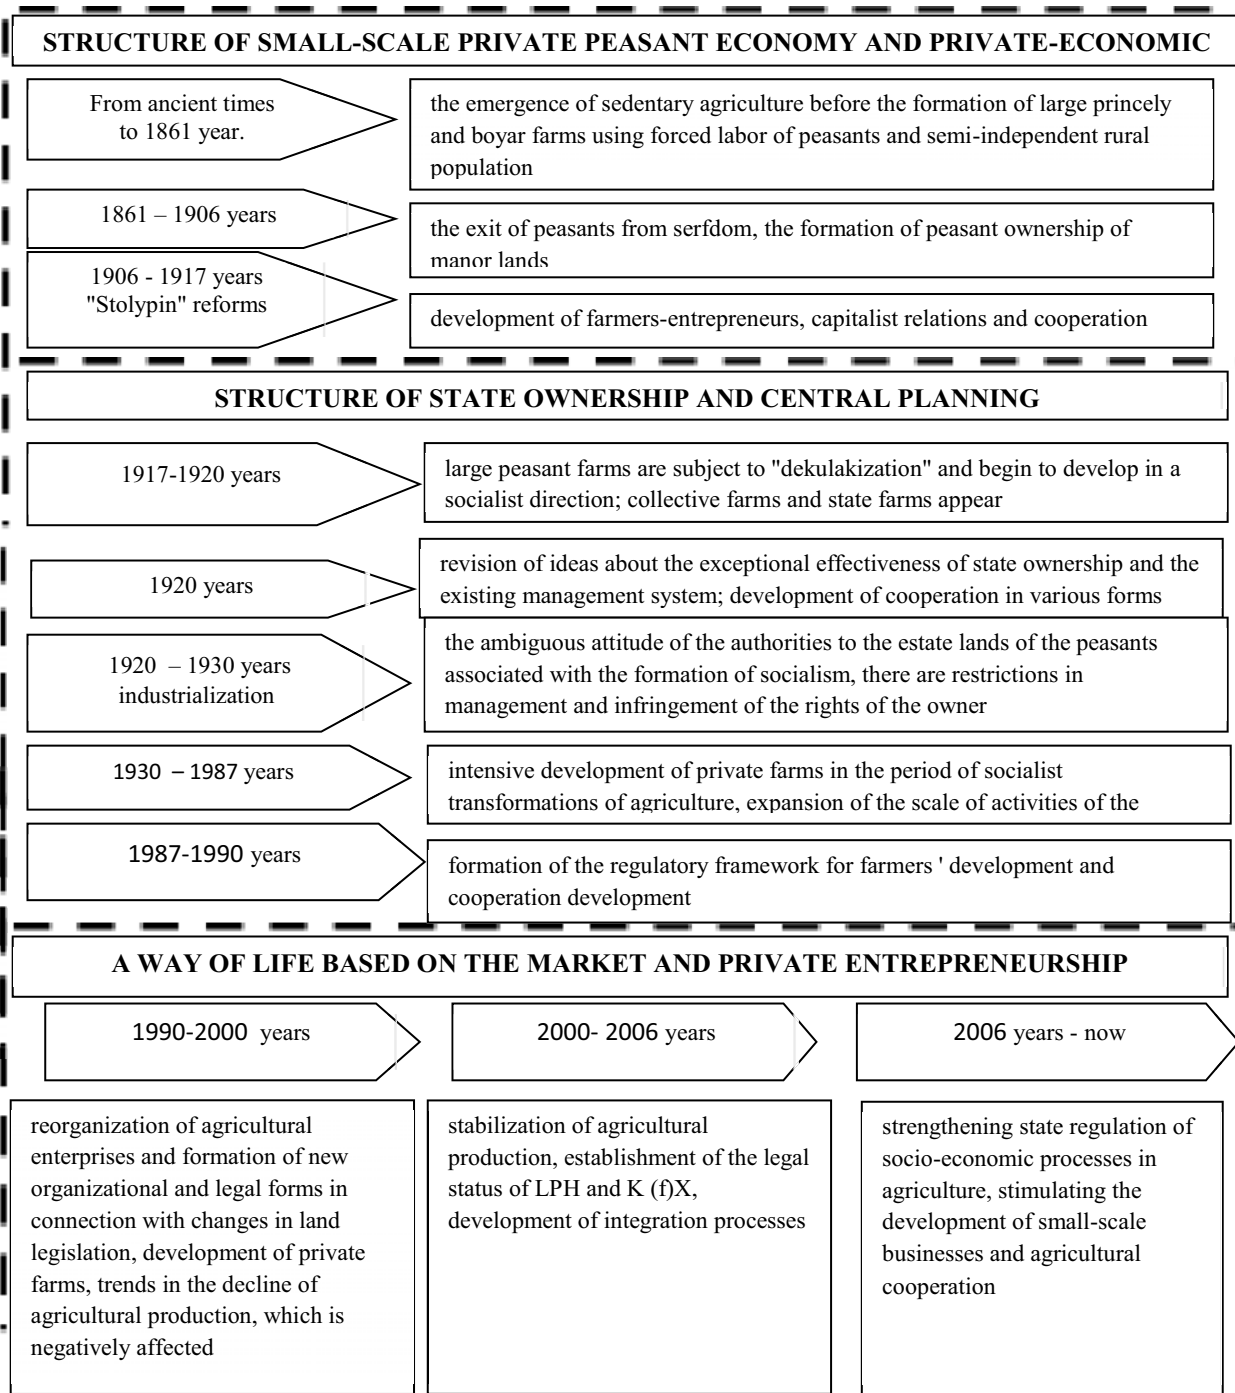 STRUCTURE OF SMALL-SCALE PRIVATE PEASANT ECONOMY AND PRIVATE-ECONOMIC
From ancient times
to 1861 year.
the emergence of sedentary agriculture before the formation of large princely
and boyar farms using forced labor of peasants and semi-independent rural
population
1861 – 1906 years
the exit of peasants from serfdom, the formation of peasant ownership of
manor lands
1906 - 1917 years
"Stolypin" reforms
development of farmers-entrepreneurs, capitalist relations and cooperation
STRUCTURE OF STATE OWNERSHIP AND CENTRAL PLANNING
1917-1920 years
large peasant farms are subject to "dekulakization" and begin to develop in a
socialist direction; collective farms and state farms appear
1920 years
revision of ideas about the exceptional effectiveness of state ownership and the
existing management system; development of cooperation in various forms
1920 – 1930 years
industrialization
the ambiguous attitude of the authorities to the estate lands of the peasants
associated with the formation of socialism, there are restrictions in
management and infringement of the rights of the owner
1930 – 1987 years
intensive development of private farms in the period of socialist
transformations of agriculture, expansion of the scale of activities of the
1987-1990 years
formation of the regulatory framework for farmers ' development and
cooperation development
A WAY OF LIFE BASED ON THE MARKET AND PRIVATE ENTREPRENEURSHIP
1990-2000 years
2000- 2006 years
2006 years - now
reorganization of agricultural
enterprises and formation of new
organizational and legal forms in
connection with changes in land
legislation, development of private
farms, trends in the decline of
agricultural production, which is
negatively affected
stabilization of agricultural
production, establishment of the legal
status of LPH and K (f)X,
development of integration processes
strengthening state regulation of
socio-economic processes in
agriculture, stimulating the
development of small-scale
businesses and agricultural
cooperation